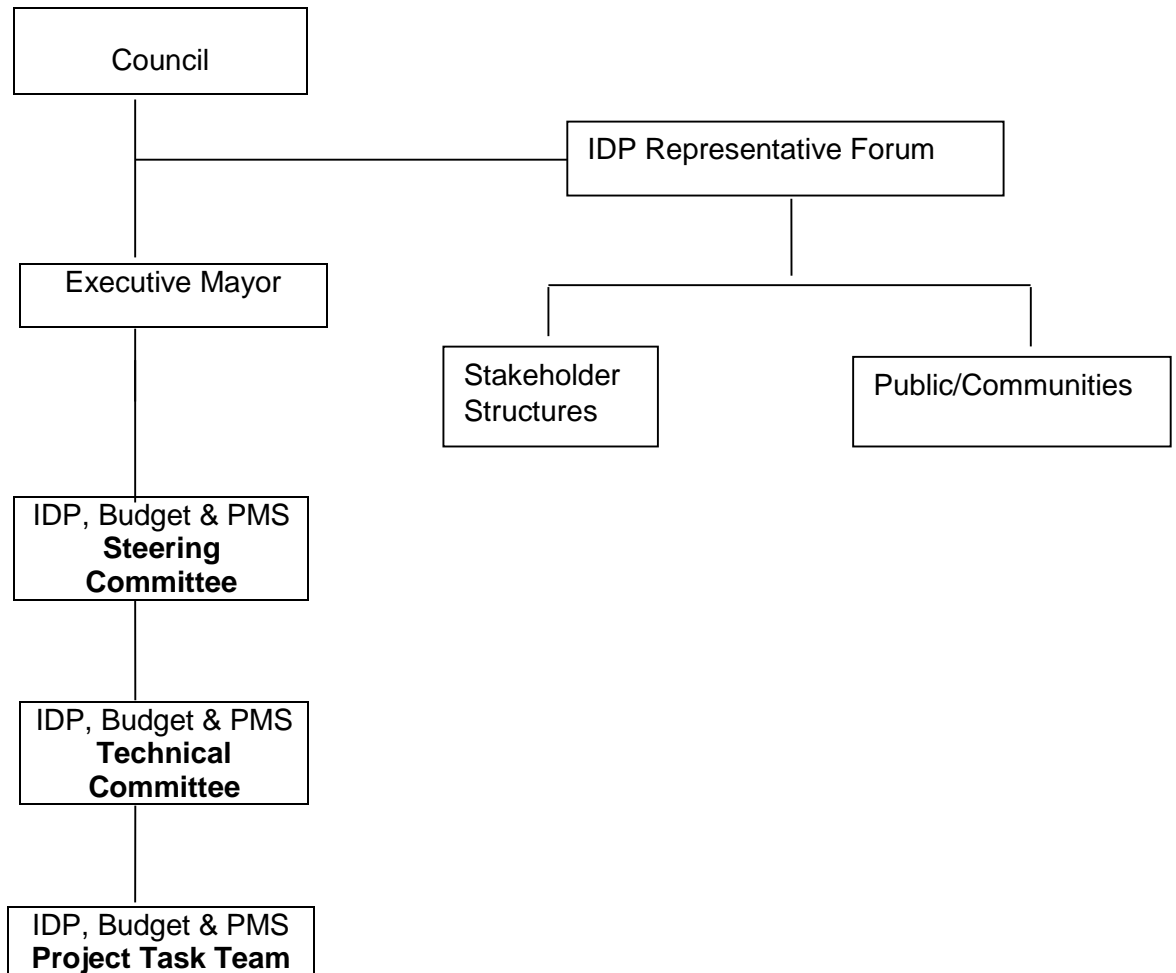 Council
IDP Representative Forum
Executive Mayor
Stakeholder
Structures
Public/Communities
IDP, Budget & PMS
Steering
Committee
IDP, Budget & PMS
Technical
Committee
IDP, Budget & PMS
Project Task Team